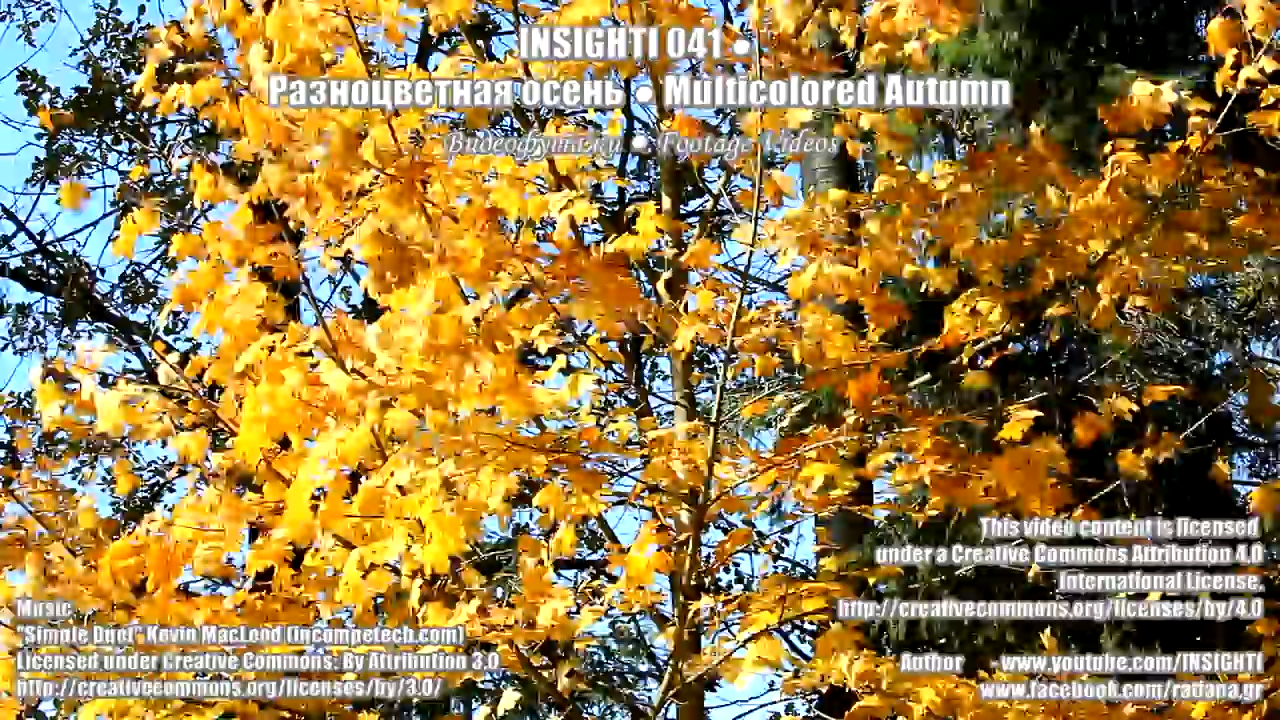 INSIGHTI 041 •
Разноцветная осень • Multicolored Autumn
Видеофутажи • Footage Videos
This video content is licensed
under a Creative Commons Attribution 4.0
International License,
http://creativecommons.org/licenses/by/4.0
Music
"Simple Duet" Kevin MacLeod (incompetech.com)
Licensed under Creative Commons: By Attribution 3.0
http://creativecommons.org/licenses/by/3.0/
Author www.youtube.com/INSIGHTI
www.facebook.com/ratiana.gr